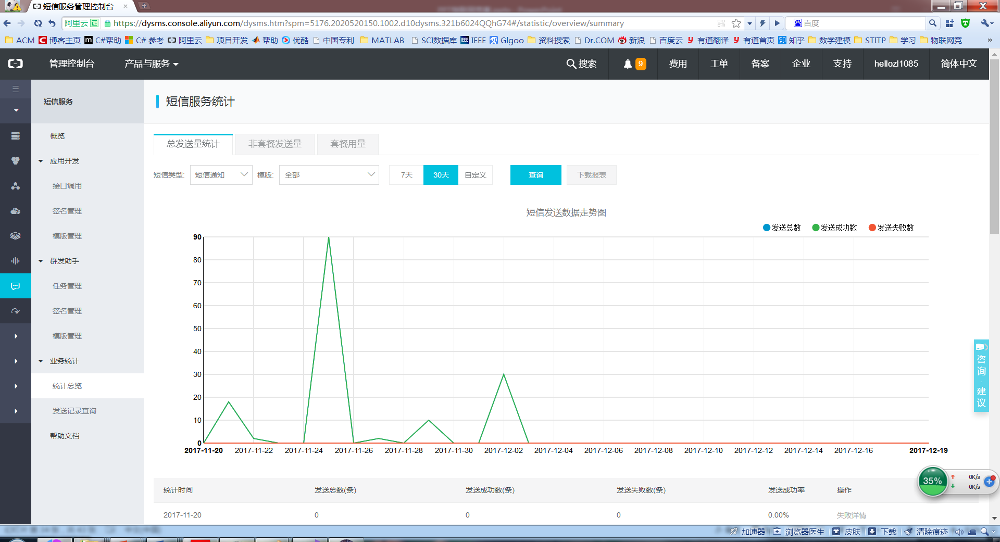 短信服务管理控制台
阿里云 证 https://dysms.console.aliyun.com/dysms.htm?spm=5176.2020520150.1002.d10dysms.321b6024QQhG74#/statistic/overview/summary 百度
ACM 博客主页 C#帮助 C# 参考 阿里云 项目开发 帮助 优酷 中国专利 MATLAB SCI数据库 IEEE Glgoo 资料搜索 Dr.COM 新浪 百度云 有道翻译 有道首页 知乎 数学建模 STITP 学习 物联网竞 »
管理控制台 产品与服务 搜索 9 费用 工单 备案 企业 支持 hellozl1085 简体中文
短信服务
概览
应用开发
接口调用
签名管理
模版管理
群发助手
任务管理
签名管理
模版管理
业务统计
统计总览
发送记录查询
帮助文档
短信服务统计
总发送量统计 非套餐发送量 套餐用量
短信类型: 短信通知 模版: 全部 7天 30天 自定义 查询 下载报表
短信发送数据走势图
发送总数 发送成功数 发送失败数
90
80
70
60
50
40
30
20
10
0
2017-11-20 2017-11-22 2017-11-24 2017-11-26 2017-11-28 2017-11-30 2017-12-02 2017-12-04 2017-12-06 2017-12-08 2017-12-10 2017-12-12 2017-12-14 2017-12-16 2017-12-19
咨询·建议
35% 0K/s
0K/s
统计时间 发送总数(条) 发送成功数(条) 发送失败数(条) 发送成功率 操作
2017-11-20 0 0 0 0.00% 失败详情
加速器 浏览器医生 皮肤 下载 清除痕迹